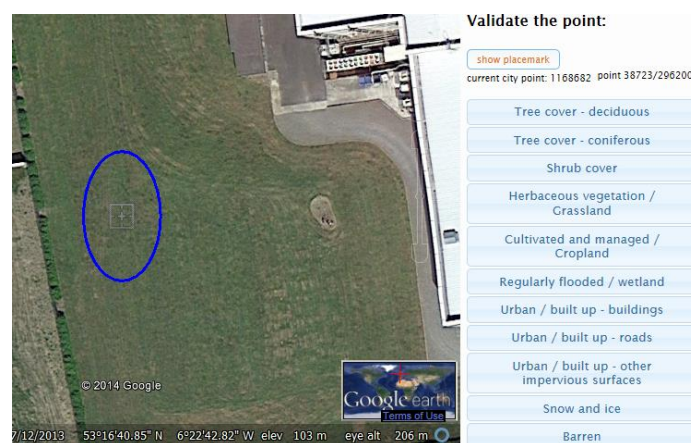 Validate the point:
show placemark
current city point: 1168682 point 38723/296200
Tree cover - deciduous
Tree cover - coniferous
Shrub cover
Herbaceous vegetation /
Grassland
Cultivated and managed /
Cropland
Regularly flooded / wetland
Urban / built up - buildings
Urban / built up - roads
Urban / built up - other
impervious surfaces
Snow and ice
Barren
© 2014 Google
Google earth
Terms of Use
7/12/2013 53°16'40.85" N 6°22'42.82" W elev 103 m eye alt 206 m